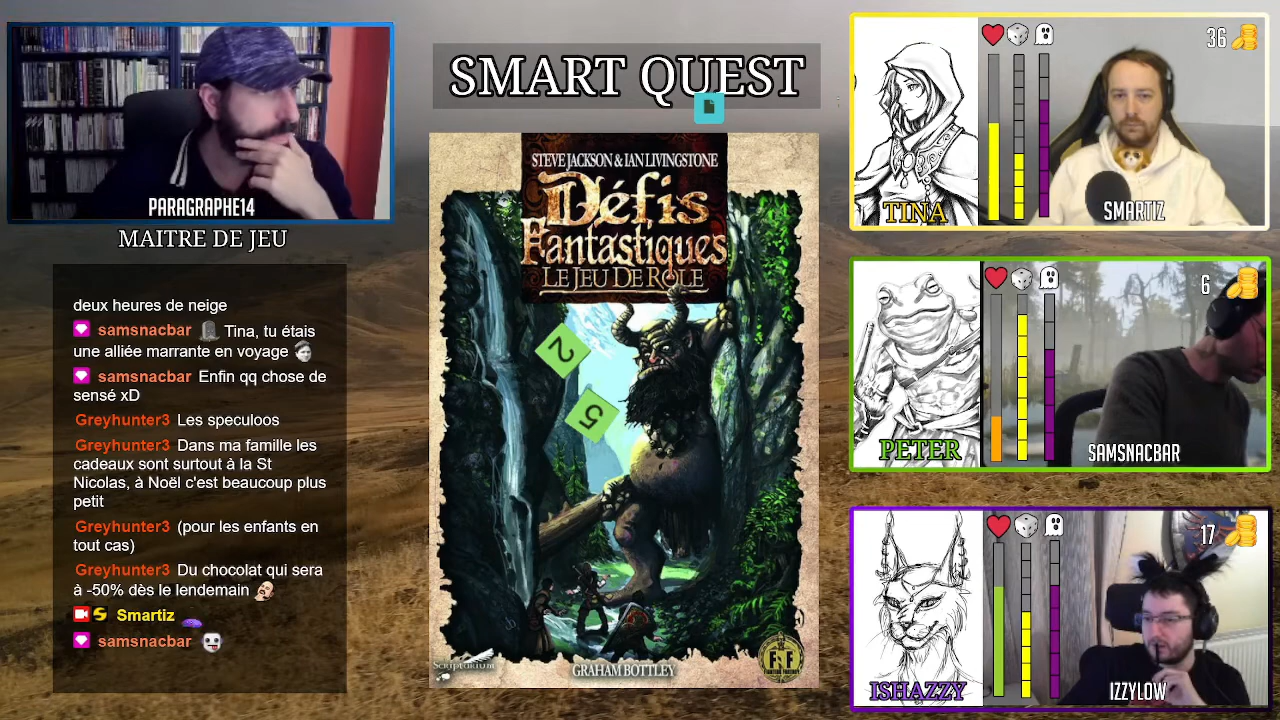 PARAGRAPHE14
MAITRE DE JEU
deux heures de neige
samsnacbar Tina, tu étais
une alliée marrante en voyage
samsnacbar Enfin qq chose de
sensé xD
Greyhunter3 Les speculoos
Greyhunter3 Dans ma famille les
cadeaux sont surtout à la St
Nicolas, à Noël c'est beaucoup plus
petit
Greyhunter3 (pour les enfants en
tout cas)
Greyhunter3 Du chocolat qui sera
à -50% dès le lendemain
Smartiz
samsnacbar
SMART QUEST
STEVE JACKSON & IAN LIVINGSTONE
Défis
Fantastiques
LE JEU DE RÔLE
2
5
SCRIPTARIUM
GRAHAM BOTTLEY
FF
36
TINA
SMARTIZ
6
PETER
SAMSNACBAR
17
ISHAZZY
IZZYLOW